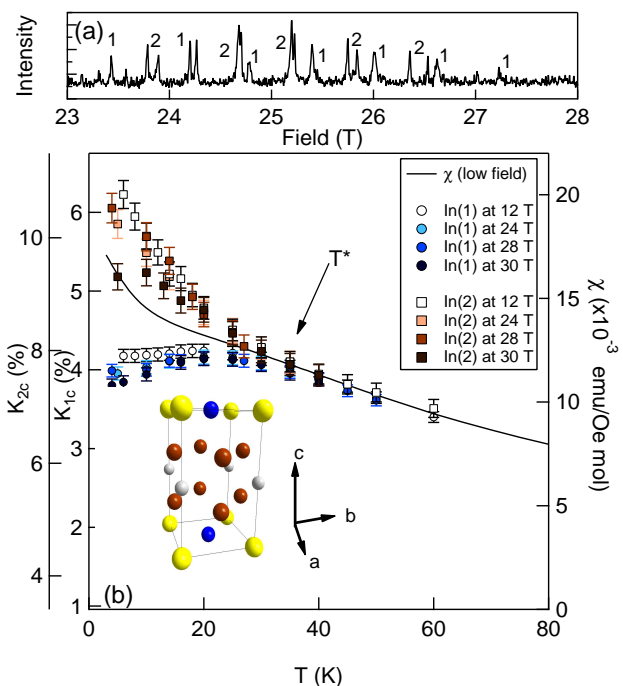 (a)
Intensity
1
2
1
2
1
2
1
2
1
2
1
1
23
24
25
26
27
28
Field (T)
K2c (%)
10
8
6
4
K1c (%)
6
5
4
3
2
1
χ (low field)
In(1) at 12 T
In(1) at 24 T
In(1) at 28 T
In(1) at 30 T
In(2) at 12 T
In(2) at 24 T
In(2) at 28 T
In(2) at 30 T
T*
c
b
a
(b)
20
15
10
5
0
χ (x10⁻³ emu/Oe mol)
0
20
40
60
80
T (K)